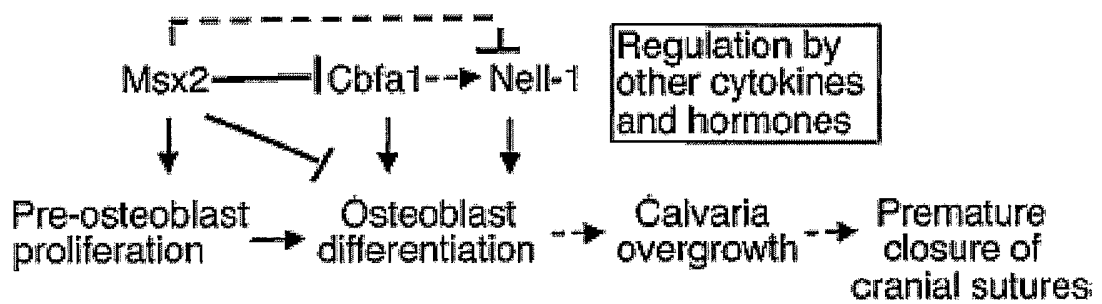 Msx2 Cbfa1 Nell-1
Regulation by
other cytokines
and hormones
Pre-osteoblast
proliferation
Osteoblast
differentiation
Calvaria
overgrowth
Premature
closure of
cranial sutures